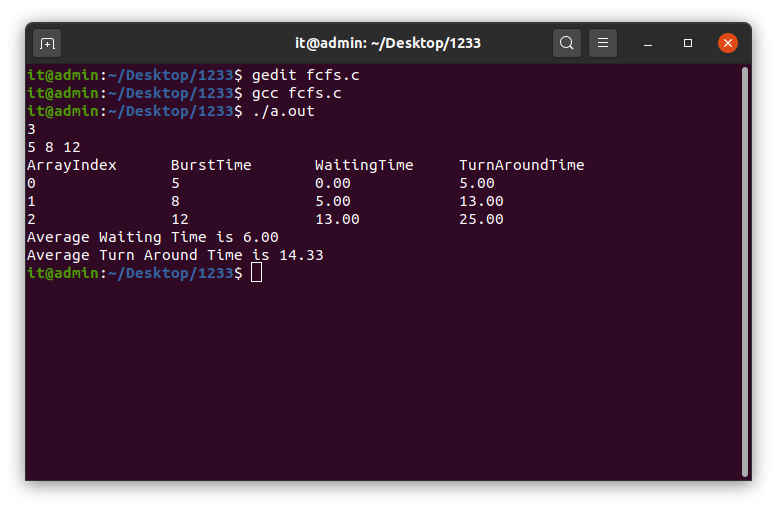 it@admin: ~/Desktop/1233
it@admin:~/Desktop/1233$ gedit fcfs.c
it@admin:~/Desktop/1233$ gcc fcfs.c
it@admin:~/Desktop/1233$ ./a.out
3
5 8 12
ArrayIndex BurstTime WaitingTime TurnAroundTime
0 5 0.00 5.00
1 8 5.00 13.00
2 12 13.00 25.00
Average Waiting Time is 6.00
Average Turn Around Time is 14.33
it@admin:~/Desktop/1233$